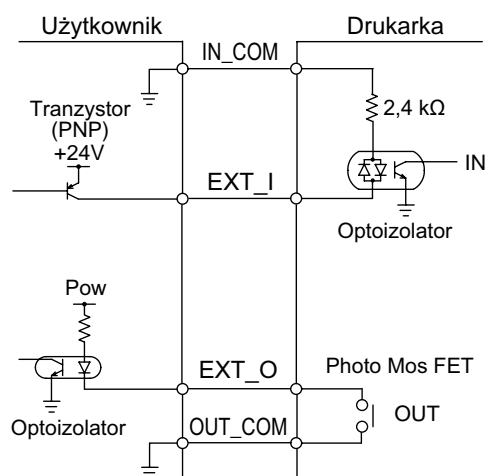 Użytkownik
Drukarka
IN_COM
Tranzystor
(PNP)
+24V
2,4 kΩ
IN
EXT_I
Optoizolator
Pow
EXT_O
Photo Mos FET
OUT
Optoizolator
OUT_COM